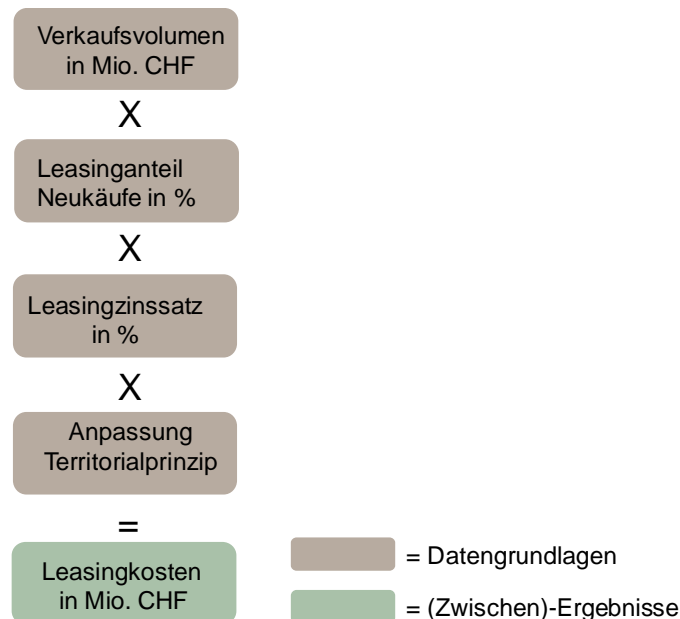 Verkaufsvolumen
in Mio. CHF
X
Leasinganteil
Neukäufe in %
X
Leasingzinssatz
in %
X
Anpassung
Territorialprinzip
=
Leasingkosten
in Mio. CHF
= Datengrundlagen
= (Zwischen)-Ergebnisse